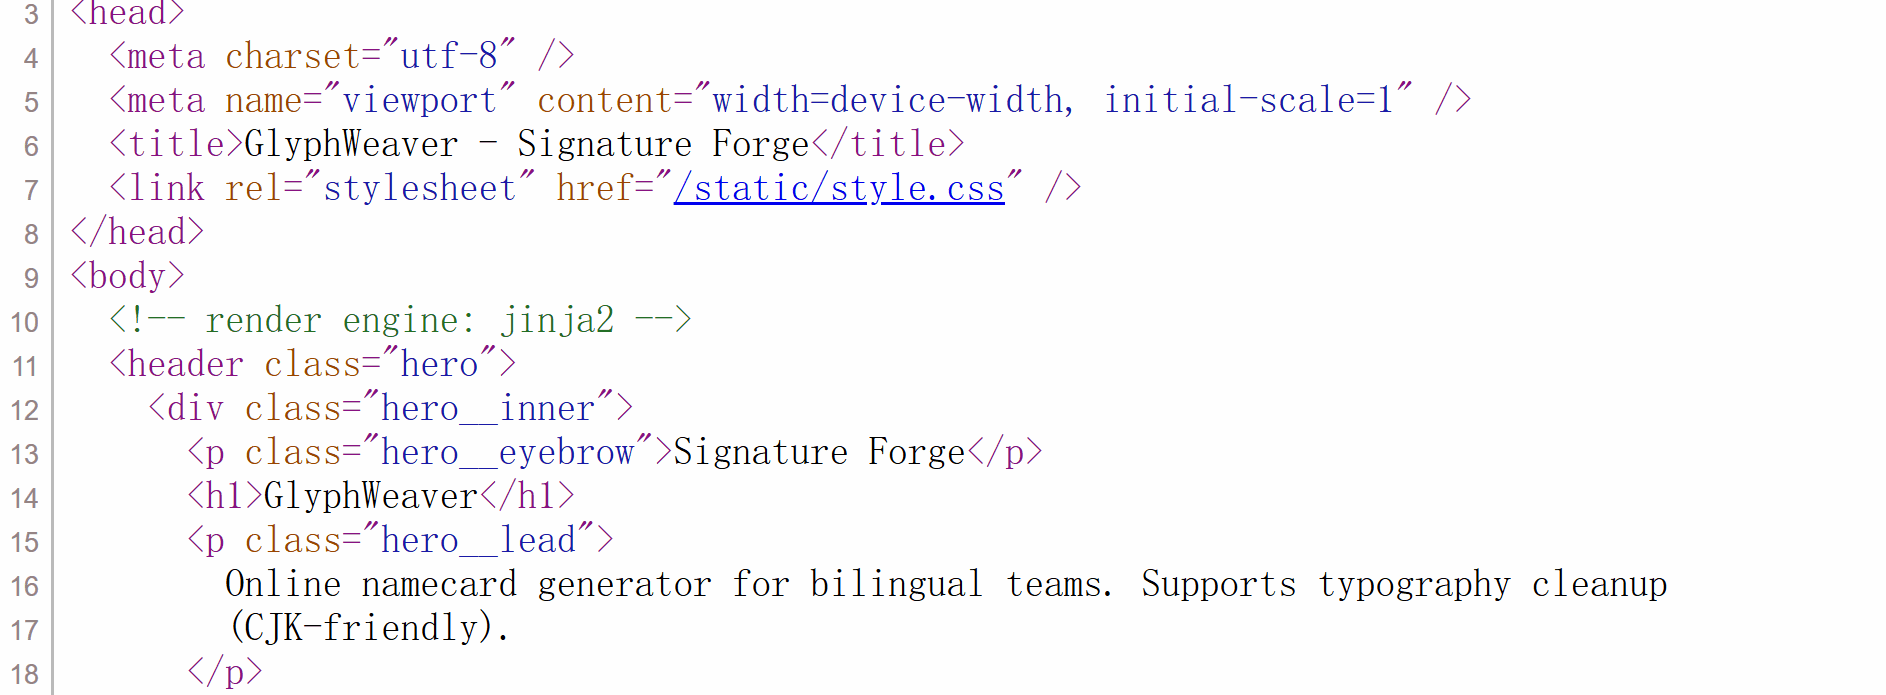 3 <head>
4 <meta charset="utf-8" />
5 <meta name="viewport" content="width=device-width, initial-scale=1" />
6 <title>GlyphWeaver - Signature Forge</title>
7 <link rel="stylesheet" href="/static/style.css" />
8 </head>
9 <body>
10 <!-- render engine: jinja2 -->
11 <header class="hero">
12 <div class="hero__inner">
13 <p class="hero__eyebrow">Signature Forge</p>
14 <h1>GlyphWeaver</h1>
15 <p class="hero__lead">
16 Online namecard generator for bilingual teams. Supports typography cleanup
17 (CJK-friendly).
18 </p>